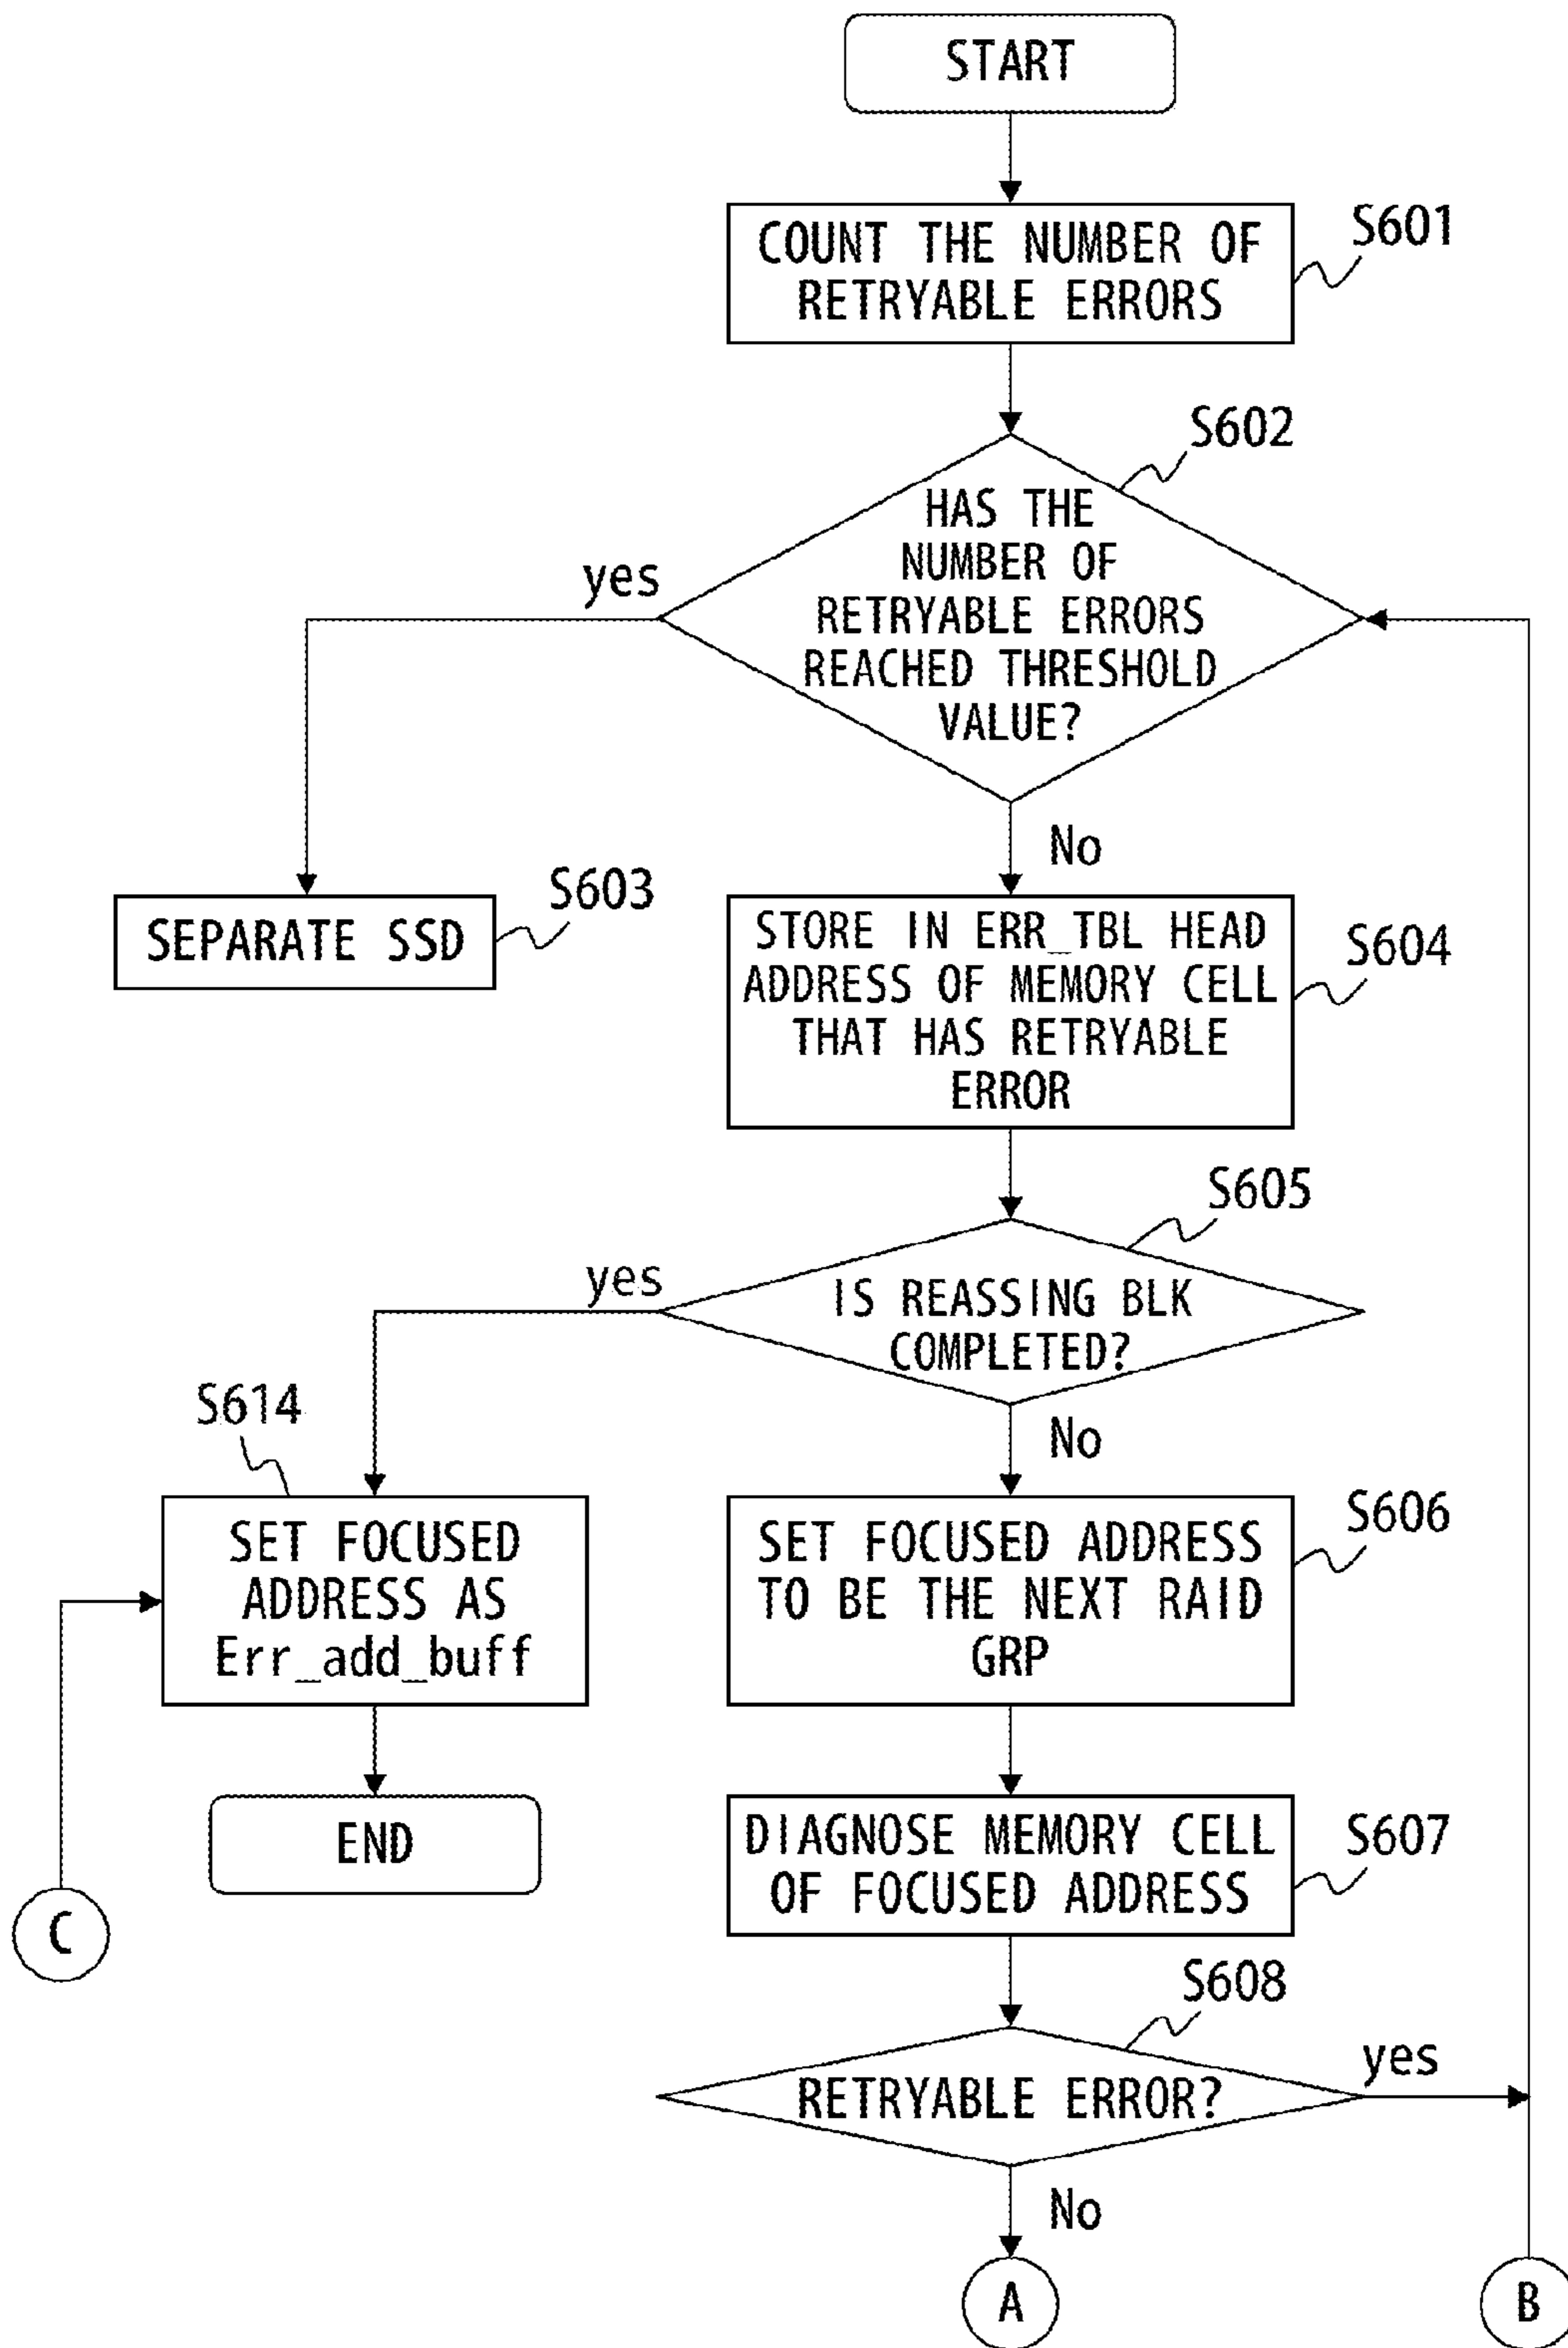 START
COUNT THE NUMBER OF
RETRYABLE ERRORS
S601
S602
HAS THE
NUMBER OF
RETRYABLE ERRORS
REACHED THRESHOLD
VALUE?
yes
No
SEPARATE SSD
S603
STORE IN ERR_TBL HEAD
ADDRESS OF MEMORY CELL
THAT HAS RETRYABLE
ERROR
S604
S605
IS REASSING BLK
COMPLETED?
yes
No
S614
SET FOCUSED
ADDRESS AS
Err_add_buff
SET FOCUSED ADDRESS
TO BE THE NEXT RAID
GRP
S606
END
DIAGNOSE MEMORY CELL
OF FOCUSED ADDRESS
S607
C
S608
RETRYABLE ERROR?
yes
No
A
B